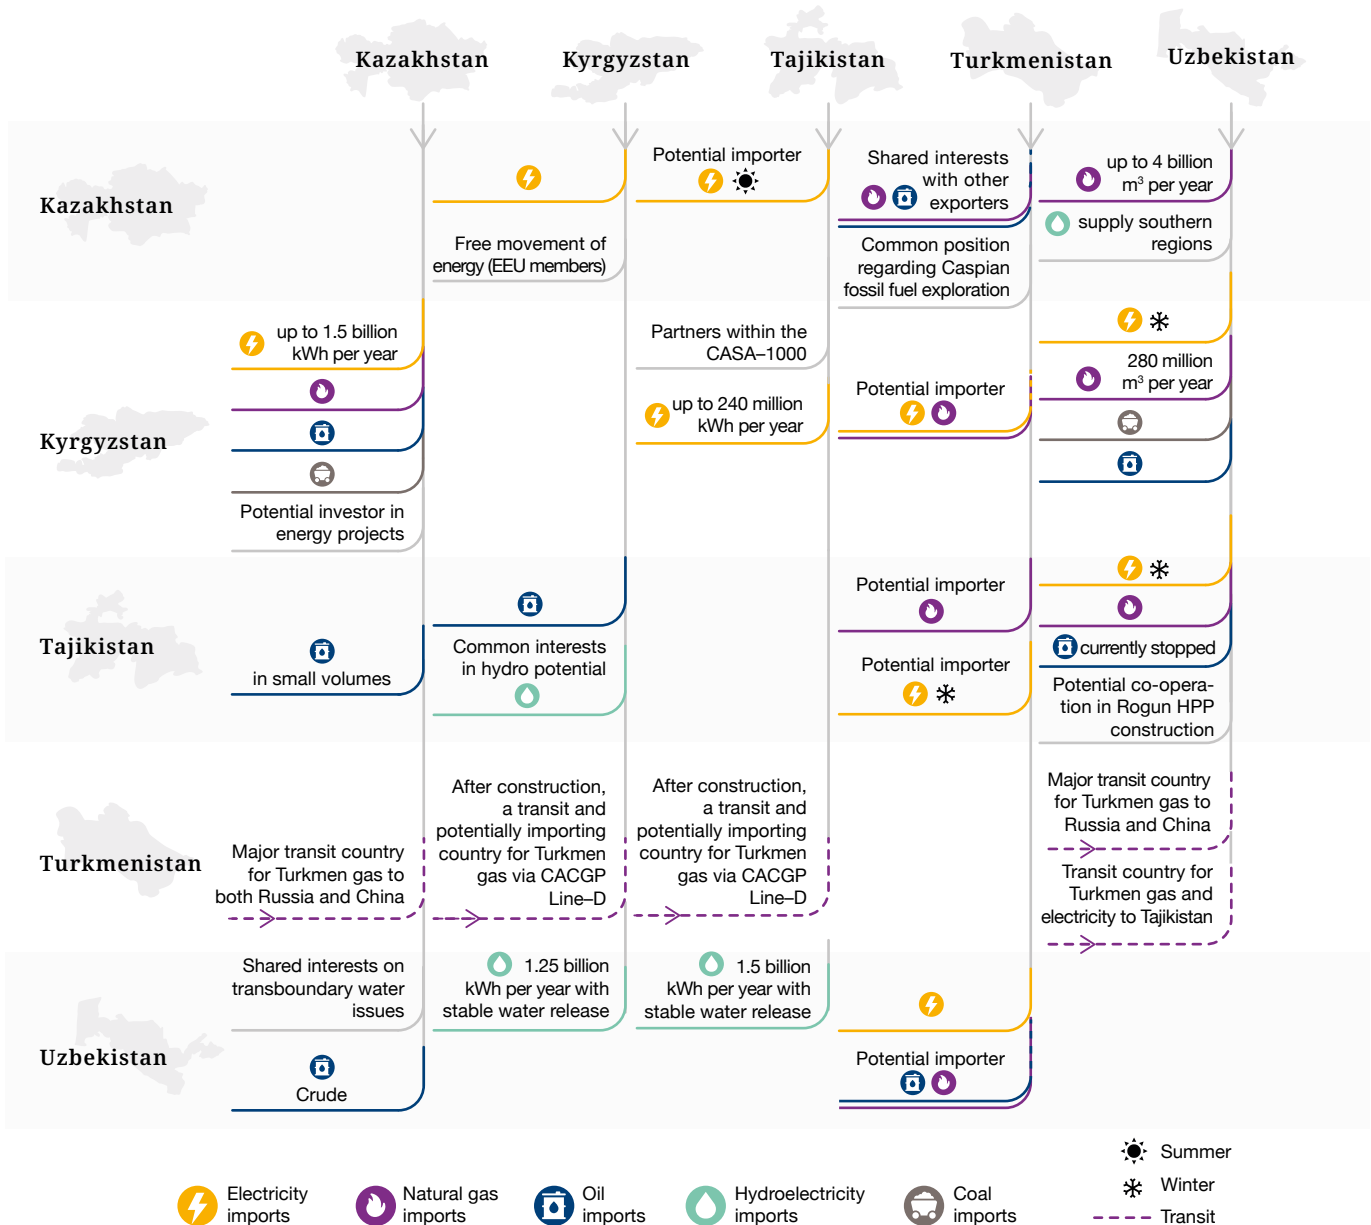 Kazakhstan
Kyrgyzstan
Tajikistan
Turkmenistan
Uzbekistan
Kazakhstan
Free movement of
energy (EEU members)
Potential importer
Shared interests
with other
exporters
Common position
regarding Caspian
fossil fuel exploration
up to 4 billion
m³ per year
supply southern
regions
Kyrgyzstan
up to 1.5 billion
kWh per year
Potential investor in
energy projects
Partners within the
CASA–1000
up to 240 million
kWh per year
Potential importer
280 million
m³ per year
Tajikistan
in small volumes
Common interests
in hydro potential
Potential importer
Potential importer
currently stopped
Potential co-opera-
tion in Rogun HPP
construction
Turkmenistan
Major transit country
for Turkmen gas to
both Russia and China
After construction,
a transit and
potentially importing
country for Turkmen
gas via CACGP
Line–D
After construction,
a transit and
potentially importing
country for Turkmen
gas via CACGP
Line–D
Major transit country
for Turkmen gas to
Russia and China
Transit country for
Turkmen gas and
electricity to Tajikistan
Uzbekistan
Shared interests on
transboundary water
issues
Crude
1.25 billion
kWh per year with
stable water release
1.5 billion
kWh per year with
stable water release
Potential importer
Electricity
imports
Natural gas
imports
Oil
imports
Hydroelectricity
imports
Coal
imports
Summer
Winter
Transit